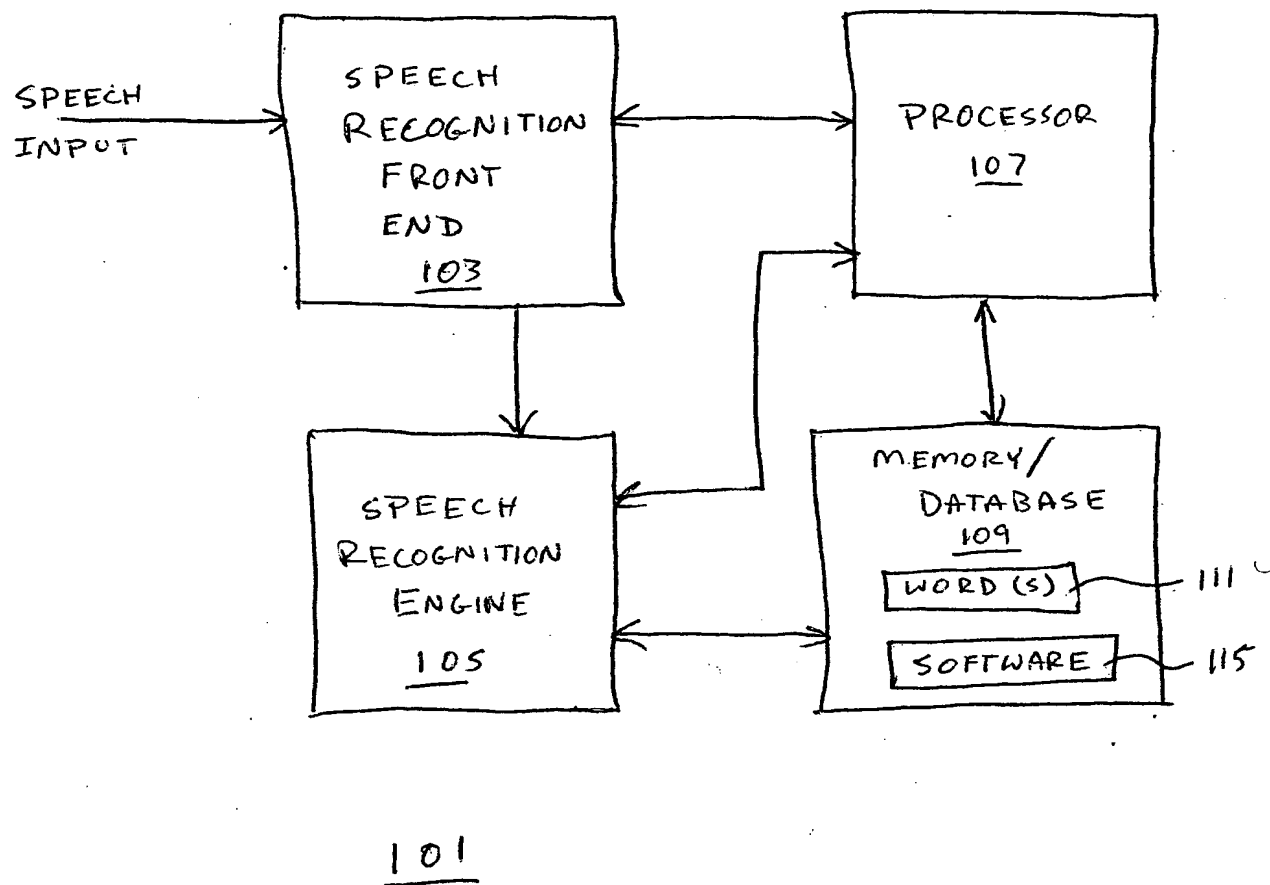 SPEECH
INPUT
SPEECH
RECOGNITION
FRONT
END
103
PROCESSOR
107
SPEECH
RECOGNITION
ENGINE
105
MEMORY/
DATABASE
109
WORD (S)
111
SOFTWARE
115
101